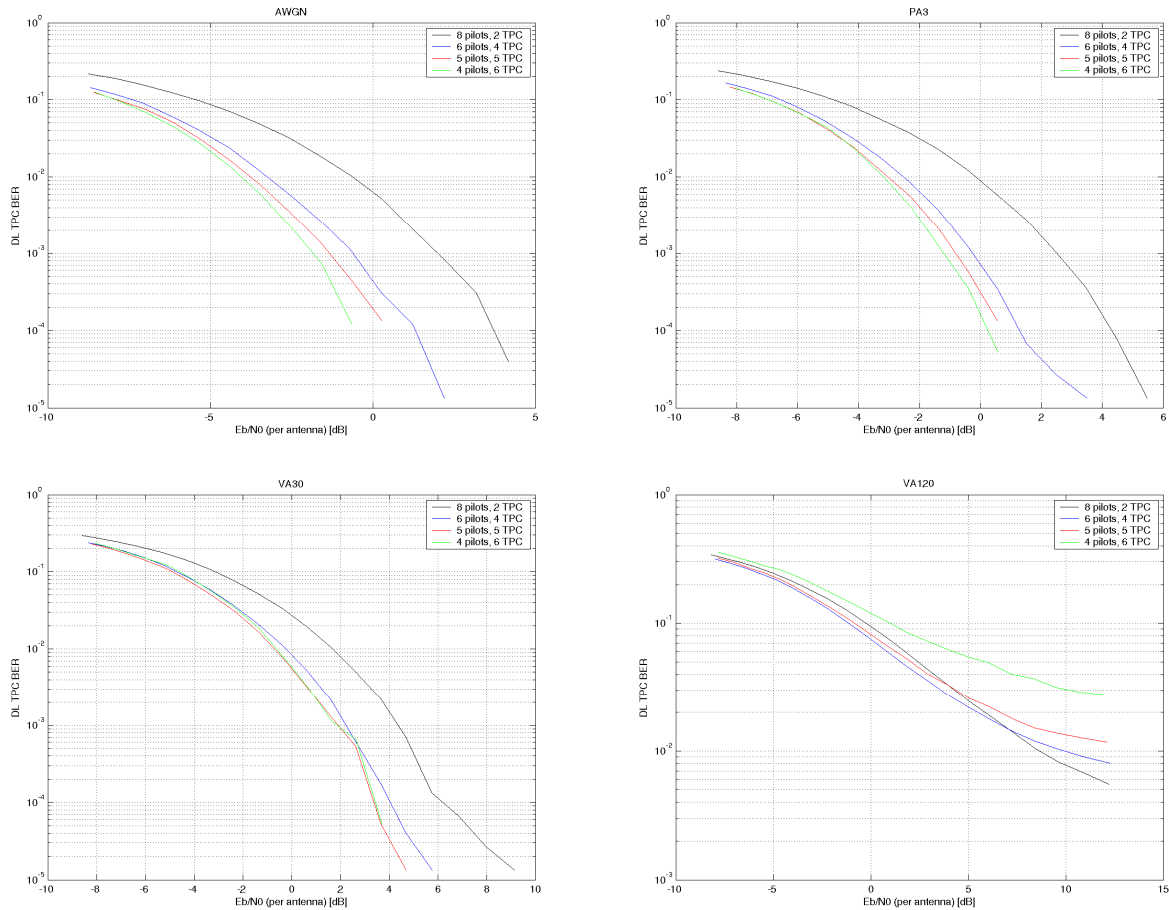 AWGN
10^0
10^-1
10^-2
10^-3
10^-4
10^-5
DL TPC BER
8 pilots, 2 TPC
6 pilots, 4 TPC
5 pilots, 5 TPC
4 pilots, 6 TPC
-10 -5 0 5
Eb/N0 (per antenna) [dB]
PA3
10^0
10^-1
10^-2
10^-3
10^-4
10^-5
DL TPC BER
8 pilots, 2 TPC
6 pilots, 4 TPC
5 pilots, 5 TPC
4 pilots, 6 TPC
-10 -8 -6 -4 -2 0 2 4 6
Eb/N0 (per antenna) [dB]
VA30
10^0
10^-1
10^-2
10^-3
10^-4
10^-5
DL TPC BER
8 pilots, 2 TPC
6 pilots, 4 TPC
5 pilots, 5 TPC
4 pilots, 6 TPC
-10 -8 -6 -4 -2 0 2 4 6 8 10
Eb/N0 (per antenna) [dB]
VA120
10^0
10^-1
10^-2
10^-3
DL TPC BER
8 pilots, 2 TPC
6 pilots, 4 TPC
5 pilots, 5 TPC
4 pilots, 6 TPC
-10 -5 0 5 10 15
Eb/N0 (per antenna) [dB]